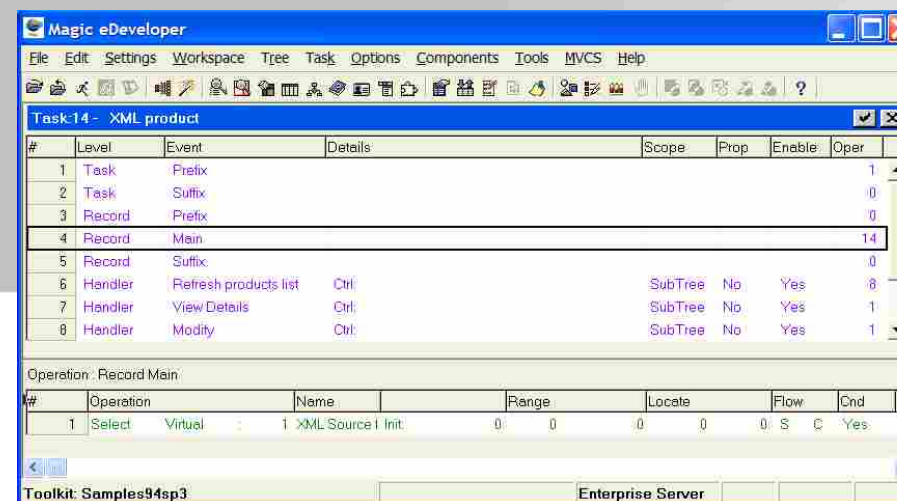 Magic eDeveloper
File Edit Settings Workspace Tree Task Options Components Tools MVCS Help
Task:14 - XML product
# Level Event Details Scope Prop Enable Oper
1 Task Prefix 1
2 Task Suffix 0
3 Record Prefix 0
4 Record Main 14
5 Record Suffix 0
6 Handler Refresh products list Ctrl: SubTree No Yes 8
7 Handler View Details Ctrl: SubTree No Yes 1
8 Handler Modify Ctrl: SubTree No Yes 1
Operation : Record Main
# Operation Name Range Locate Flow Cnd
1 Select Virtual : 1 XML Source Init: 0 0 0 0 0 S C Yes
Toolkit: Samples94sp3 Enterprise Server